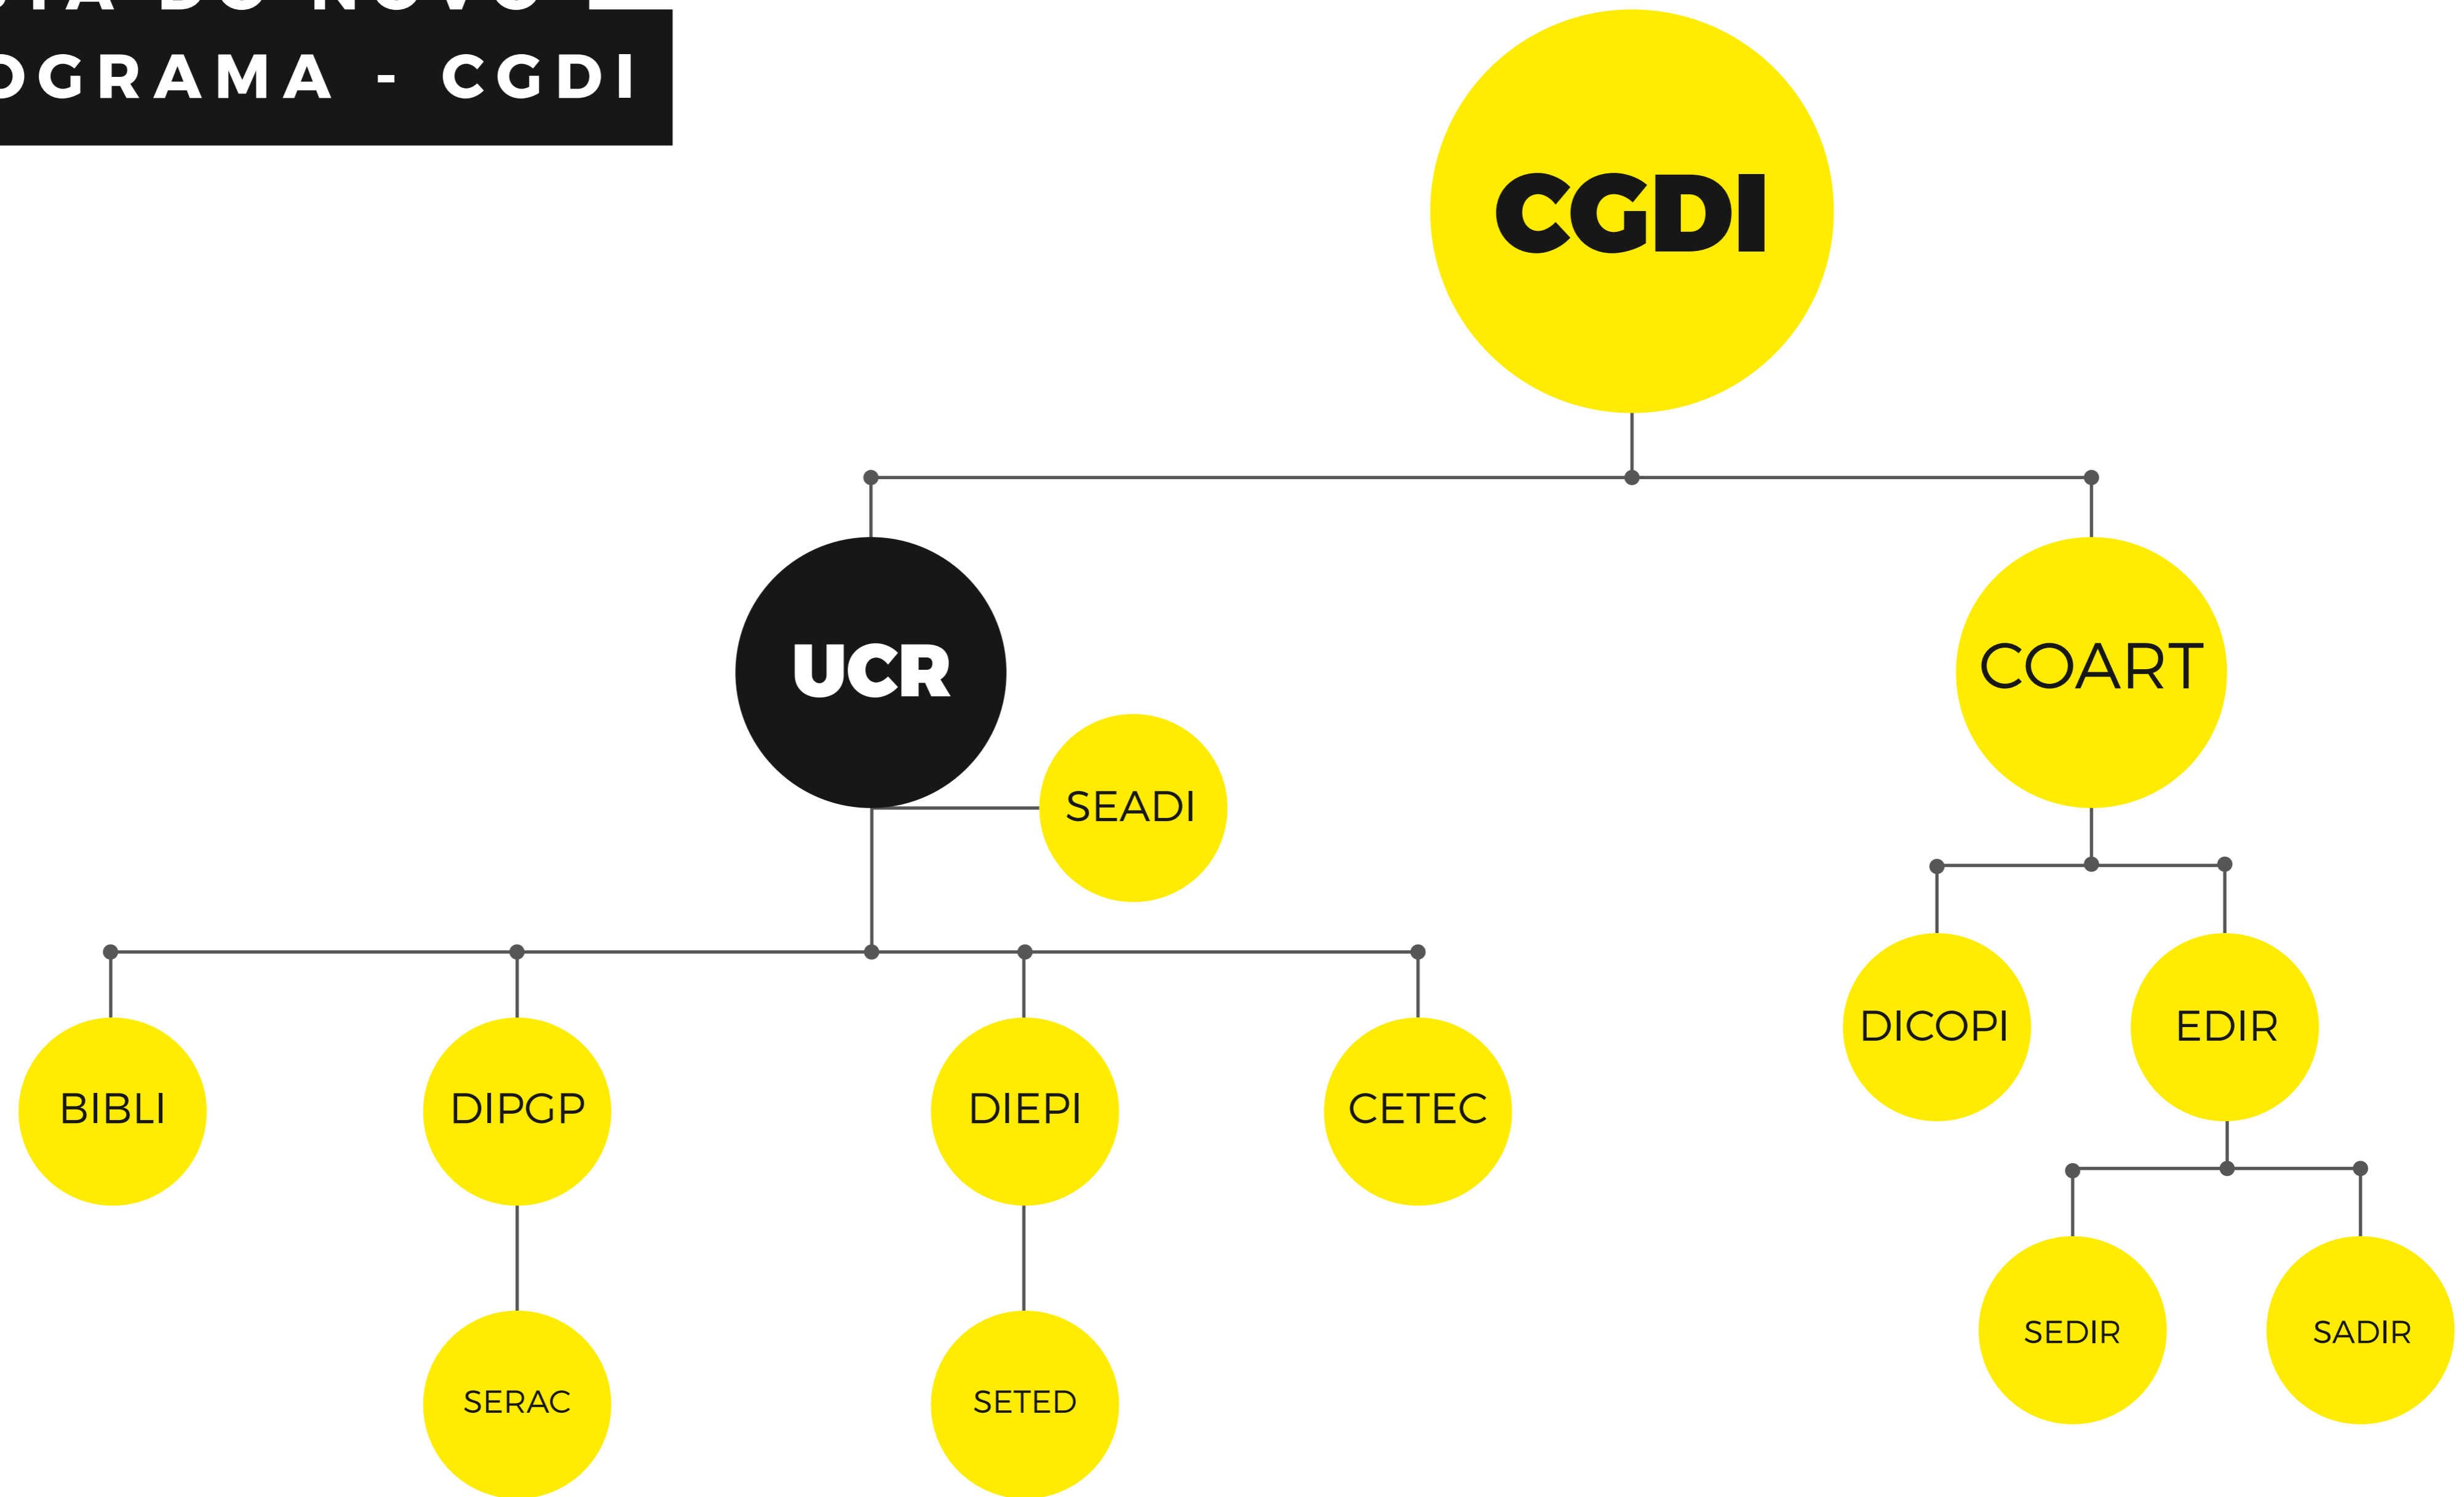 OGRAMA - CGDI
CGDI
UCR
COART
SEADI
DICOPI
EDIR
BIBLI
DIPGP
DIEPI
CETEC
SEDIR
SADIR
SERAC
SETED